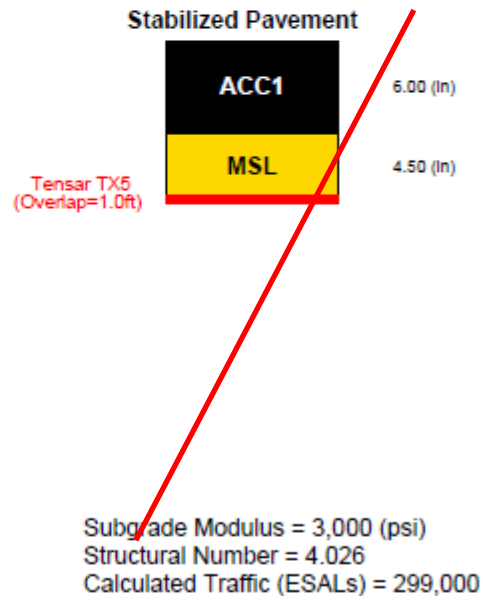 Stabilized Pavement
ACC1
6.00 (in)
MSL
4.50 (in)
Tensar TX5
(Overlap=1.0ft)
Subgrade Modulus = 3,000 (psi)
Structural Number = 4.026
Calculated Traffic (ESALs) = 299,000